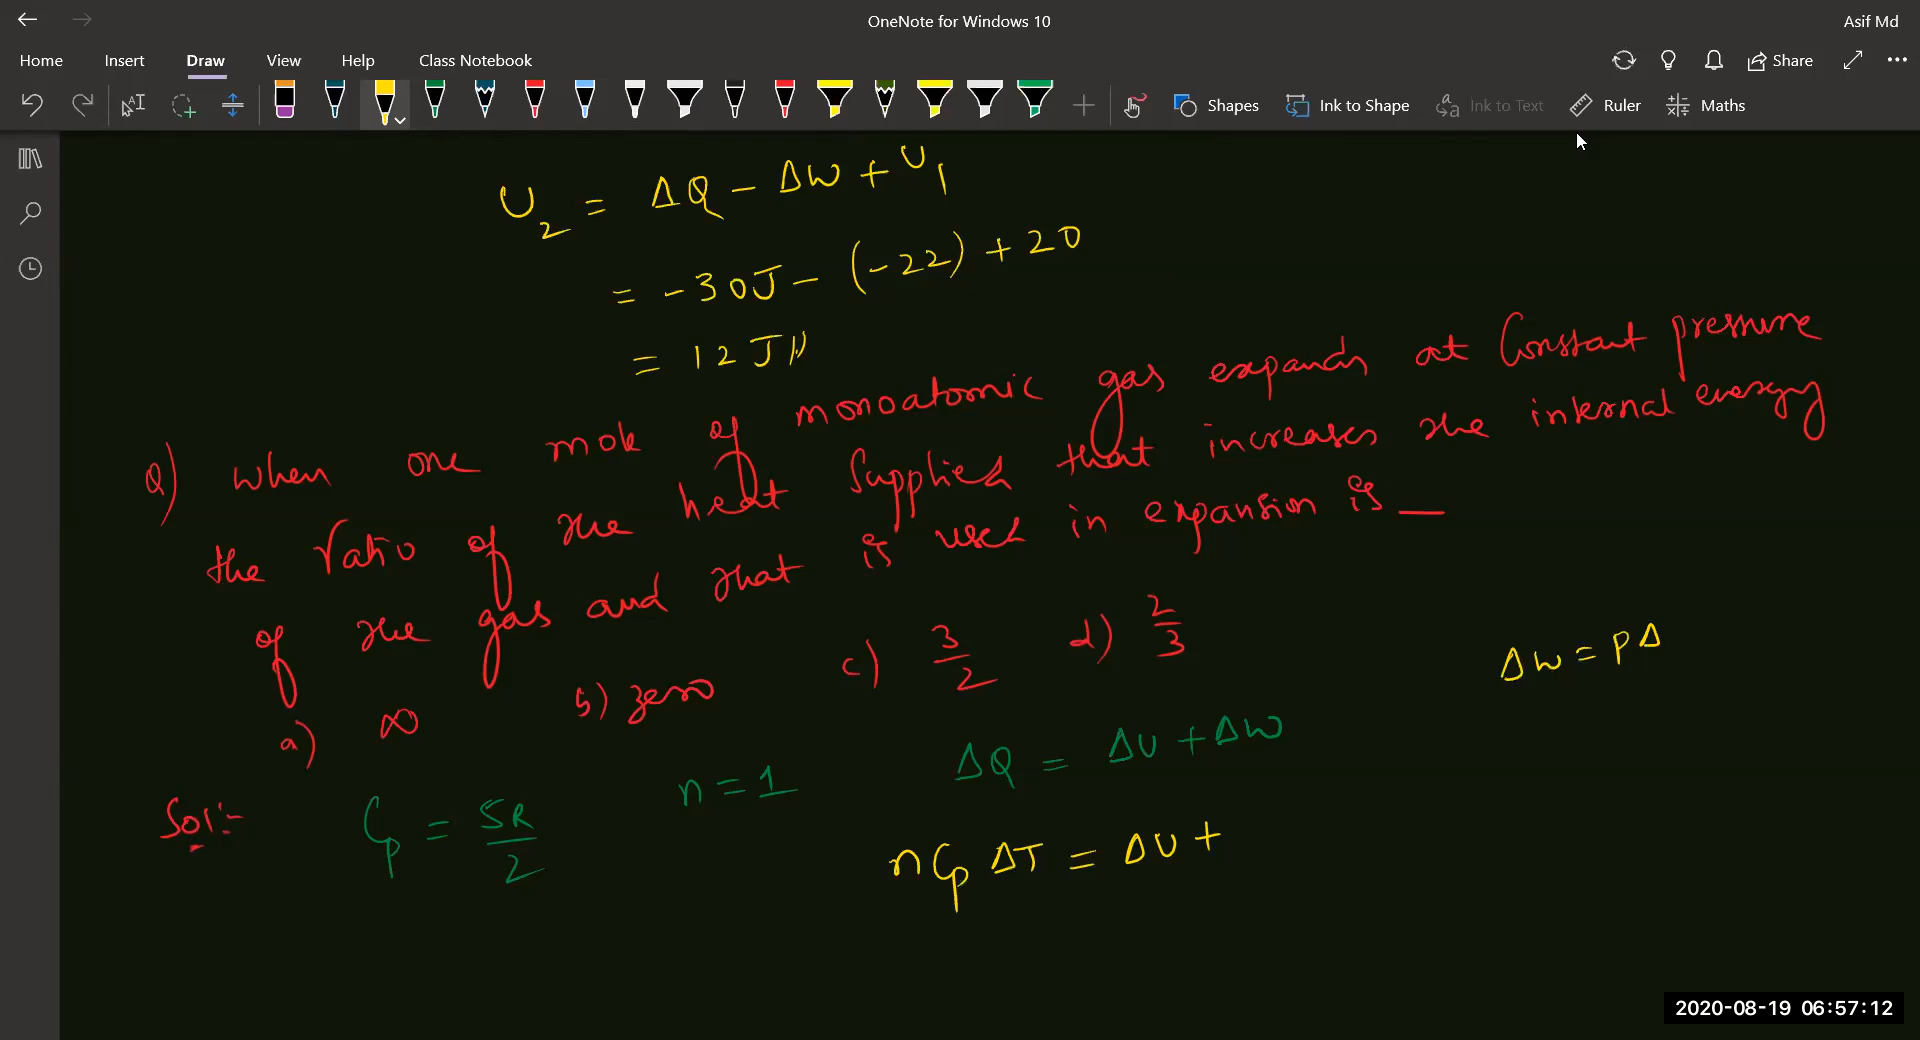 OneNote for Windows 10
Asif Md
Home Insert Draw View Help Class Notebook Share
Shapes Ink to Shape Ink to Text Ruler Maths
U₂ = ΔQ - ΔW + U₁
= -30J - (-22) + 20
= 12J//
Q) when one mole of monoatomic gas expands at Constant pressure
the ratio of the heat Supplied that increases the internal energy
of the gas and that is used in expansion is __
a) ∞ b) zero c) 3/2 d) 2/3
ΔW = PΔ
Sol:- Cp = 5R/2 n = 1 ΔQ = ΔU + ΔW
nCpΔT = ΔU +
2020-08-19 06:57:12